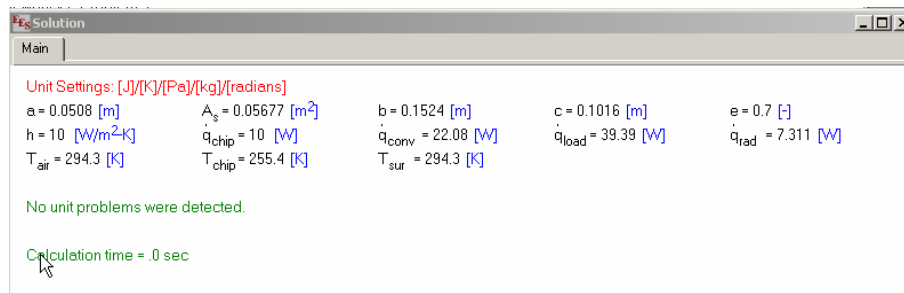 EES Solution
Main
Unit Settings: [J]/[K]/[Pa]/[kg]/[radians]
a = 0.0508 [m] A_s = 0.05677 [m²] b = 0.1524 [m] c = 0.1016 [m] e = 0.7 [-]
h = 10 [W/m²-K] q̇_chip = 10 [W] q̇_conv = 22.08 [W] q̇_load = 39.39 [W] q̇_rad = 7.311 [W]
T_air = 294.3 [K] T_chip = 255.4 [K] T_sur = 294.3 [K]
No unit problems were detected.
Calculation time = .0 sec